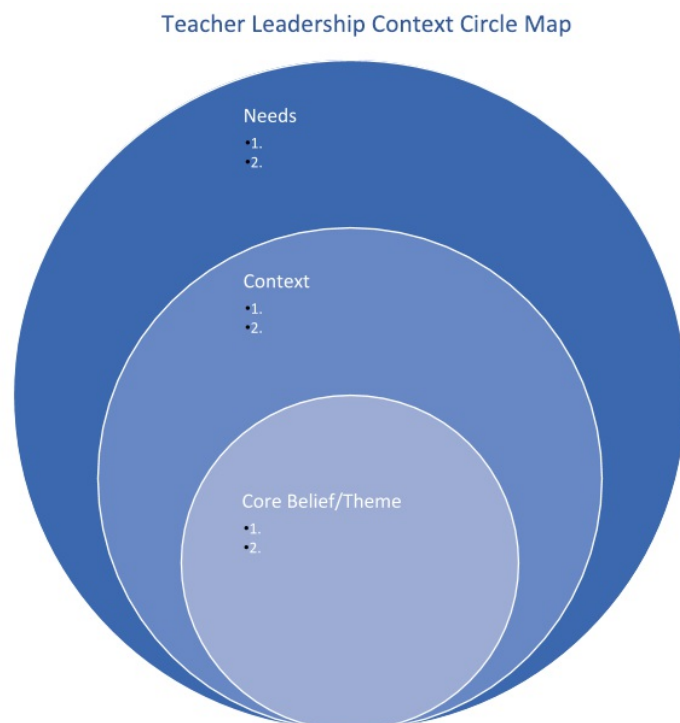 Teacher Leadership Context Circle Map
Needs
•1.
•2.
Context
•1.
•2.
Core Belief/Theme
•1.
•2.